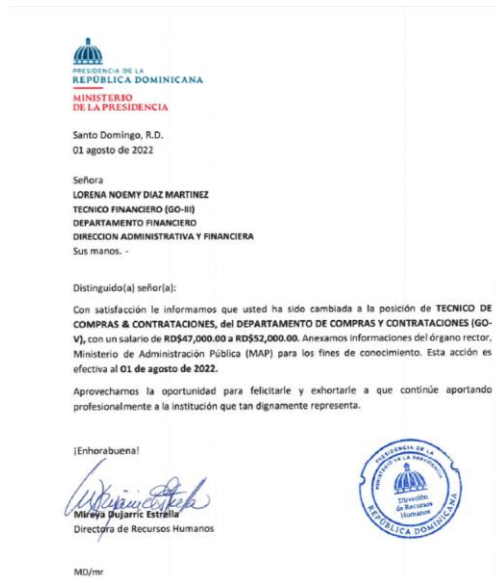 PRESIDENCIA DE LA
REPÚBLICA DOMINICANA
MINISTERIO
DE LA PRESIDENCIA
Santo Domingo, R.D.
01 agosto de 2022
Señora
LORENA NOEMY DIAZ MARTINEZ
TECNICO FINANCIERO (GO-III)
DEPARTAMENTO FINANCIERO
DIRECCION ADMINISTRATIVA Y FINANCIERA
Sus manos. -
Distinguido(a) señor(a):
Con satisfacción le informamos que usted ha sido cambiada a la posición de TECNICO DE
COMPRAS & CONTRATACIONES, del DEPARTAMENTO DE COMPRAS Y CONTRATACIONES (GO-
V), con un salario de RD$47,000.00 a RD$52,000.00. Anexamos informaciones del órgano rector,
Ministerio de Administración Pública (MAP) para los fines de conocimiento. Esta acción es
efectiva al 01 de agosto de 2022.
Aprovechamos la oportunidad para felicitarle y exhortarle a que continúe aportando
profesionalmente a la institución que tan dignamente representa.
¡Enhorabuena!
Mireya Dujarric Estrella
Directora de Recursos Humanos
PRESIDENCIA DE LA
MINISTERIO DE LA PRESIDENCIA
Dirección
de Recursos
Humanos
REPÚBLICA DOMINICANA
MD/mr